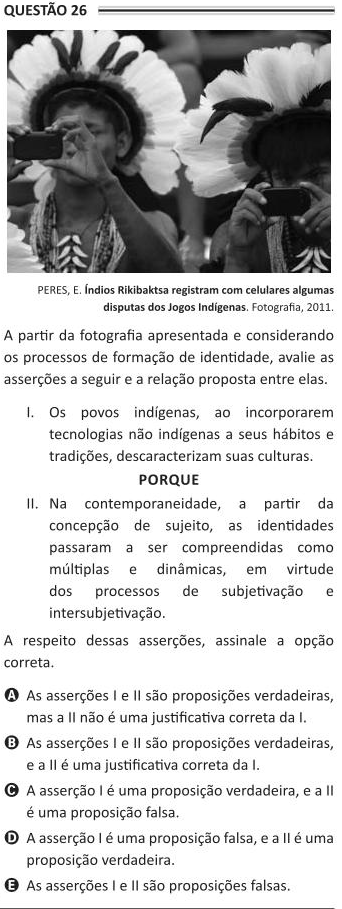 QUESTÃO 26
PERES, E. Índios Rikibaktsa registram com celulares algumas
disputas dos Jogos Indígenas. Fotografia, 2011.
A partir da fotografia apresentada e considerando
os processos de formação de identidade, avalie as
asserções a seguir e a relação proposta entre elas.
I. Os povos indígenas, ao incorporarem
tecnologias não indígenas a seus hábitos e
tradições, descaracterizam suas culturas.
PORQUE
II. Na contemporaneidade, a partir da
concepção de sujeito, as identidades
passaram a ser compreendidas como
múltiplas e dinâmicas, em virtude
dos processos de subjetivação e
intersubjetivação.
A respeito dessas asserções, assinale a opção
correta.
A As asserções I e II são proposições verdadeiras,
mas a II não é uma justificativa correta da I.
B As asserções I e II são proposições verdadeiras,
e a II é uma justificativa correta da I.
C A asserção I é uma proposição verdadeira, e a II
é uma proposição falsa.
D A asserção I é uma proposição falsa, e a II é uma
proposição verdadeira.
E As asserções I e II são proposições falsas.